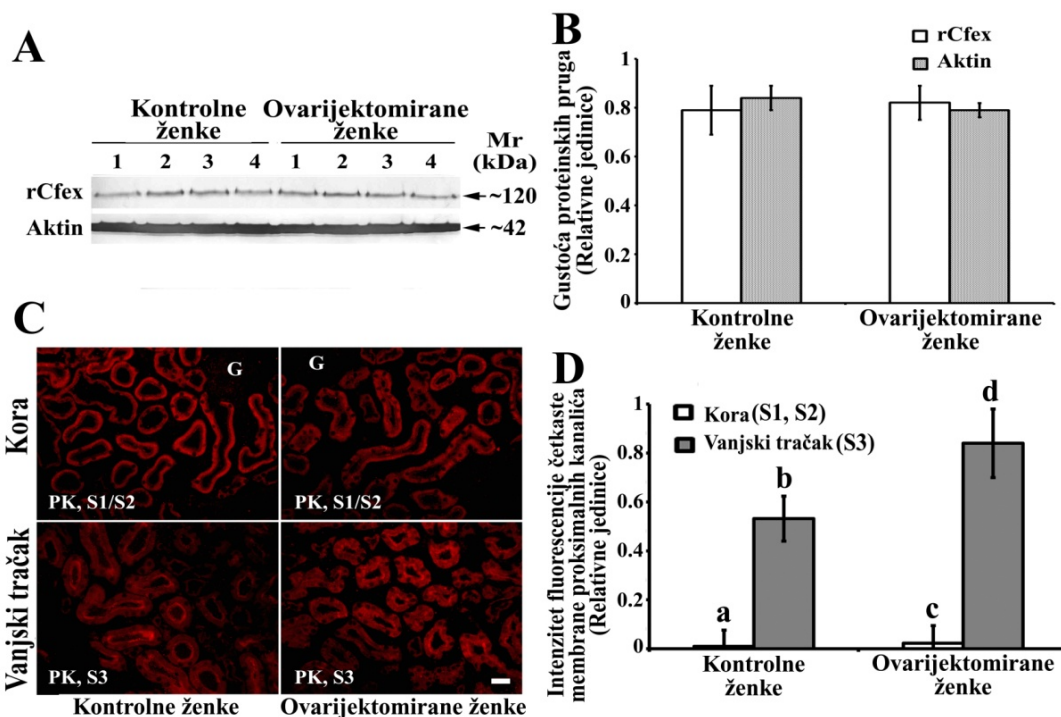 A
Kontrolne
ženke
Ovarijektomirane
ženke
Mr
(kDa)
1 2 3 4 1 2 3 4
rCfex ~120
Aktin ~42
B
rCfex
Aktin
Gustoća proteinskih pruga
(Relativne jedinice)
1
0.8
0.6
0.4
0.2
0
Kontrolne
ženke
Ovarijektomirane
ženke
C
Kora
G
G
PK, S1/S2
Vanjski tračak
PK, S3
PK, S3
Kontrolne ženke
Ovarijektomirane ženke
D
Kora (S1, S2)
Vanjski tračak (S3)
Intenzitet fluorescencije četkaste
membrane proksimalnih kanalića
(Relativne jedinice)
1
0.8
0.6
0.4
0.2
0
a
b
c
d
Kontrolne
ženke
Ovarijektomirane
ženke